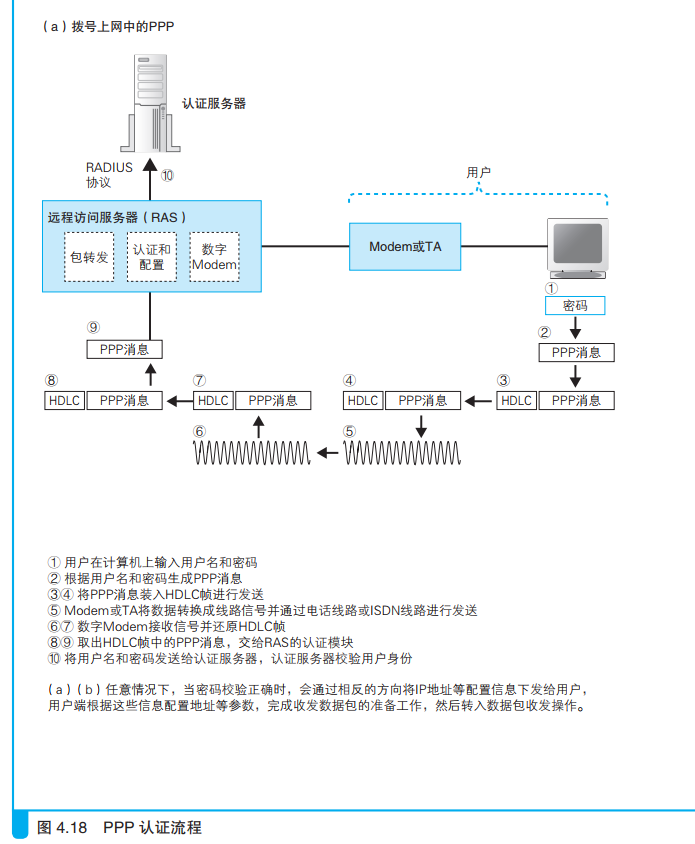 (a)拨号上网中的PPP
认证服务器
RADIUS
协议
⑩
用户
远程访问服务器(RAS)
包转发
认证和
配置
数字
Modem
Modem或TA
①
密码
⑨
②
PPP消息
PPP消息
⑧
⑦
④
③
HDLC
PPP消息
HDLC
PPP消息
HDLC
PPP消息
HDLC
PPP消息
⑥
⑤
① 用户在计算机上输入用户名和密码
② 根据用户名和密码生成PPP消息
③④ 将PPP消息装入HDLC帧进行发送
⑤ Modem或TA将数据转换成线路信号并通过电话线路或ISDN线路进行发送
⑥⑦ 数字Modem接收信号并还原HDLC帧
⑧⑨ 取出HDLC帧中的PPP消息，交给RAS的认证模块
⑩ 将用户名和密码发送给认证服务器，认证服务器校验用户身份
(a)(b)任意情况下，当密码校验正确时，会通过相反的方向将IP地址等配置信息下发给用户，
用户端根据这些信息配置地址等参数，完成收发数据包的准备工作，然后转入数据包收发操作。
图 4.18 PPP 认证流程